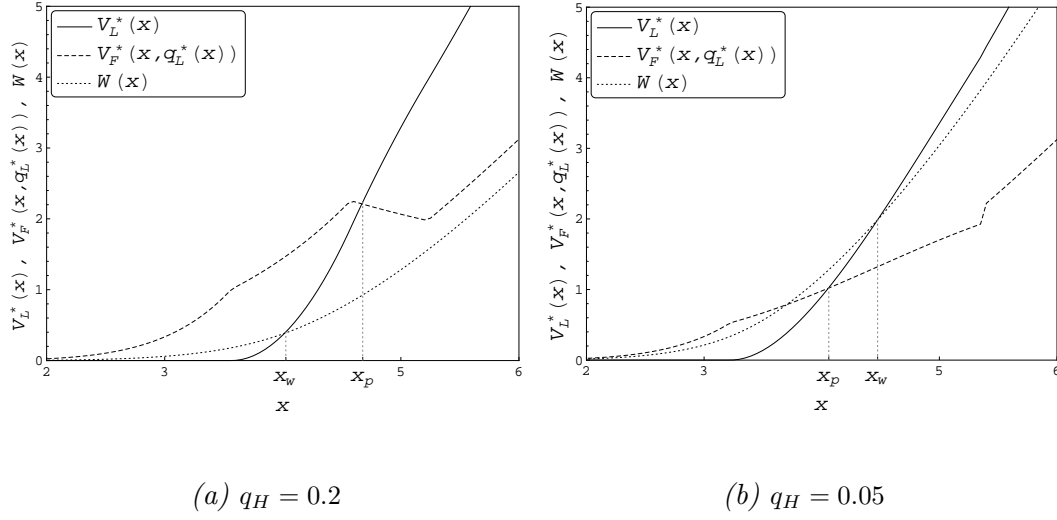 5
4
3
2
1
0
V_L^*(x), V_F^*(x,q_L^*(x)), W(x)
V_L^*(x)
V_F^*(x,q_L^*(x))
W(x)
2 3 5 6
x_w x_p
x
(a) q_H = 0.2
5
4
3
2
1
0
V_L^*(x), V_F^*(x,q_L^*(x)), W(x)
V_L^*(x)
V_F^*(x,q_L^*(x))
W(x)
2 3 5 6
x_p x_w
x
(b) q_H = 0.05